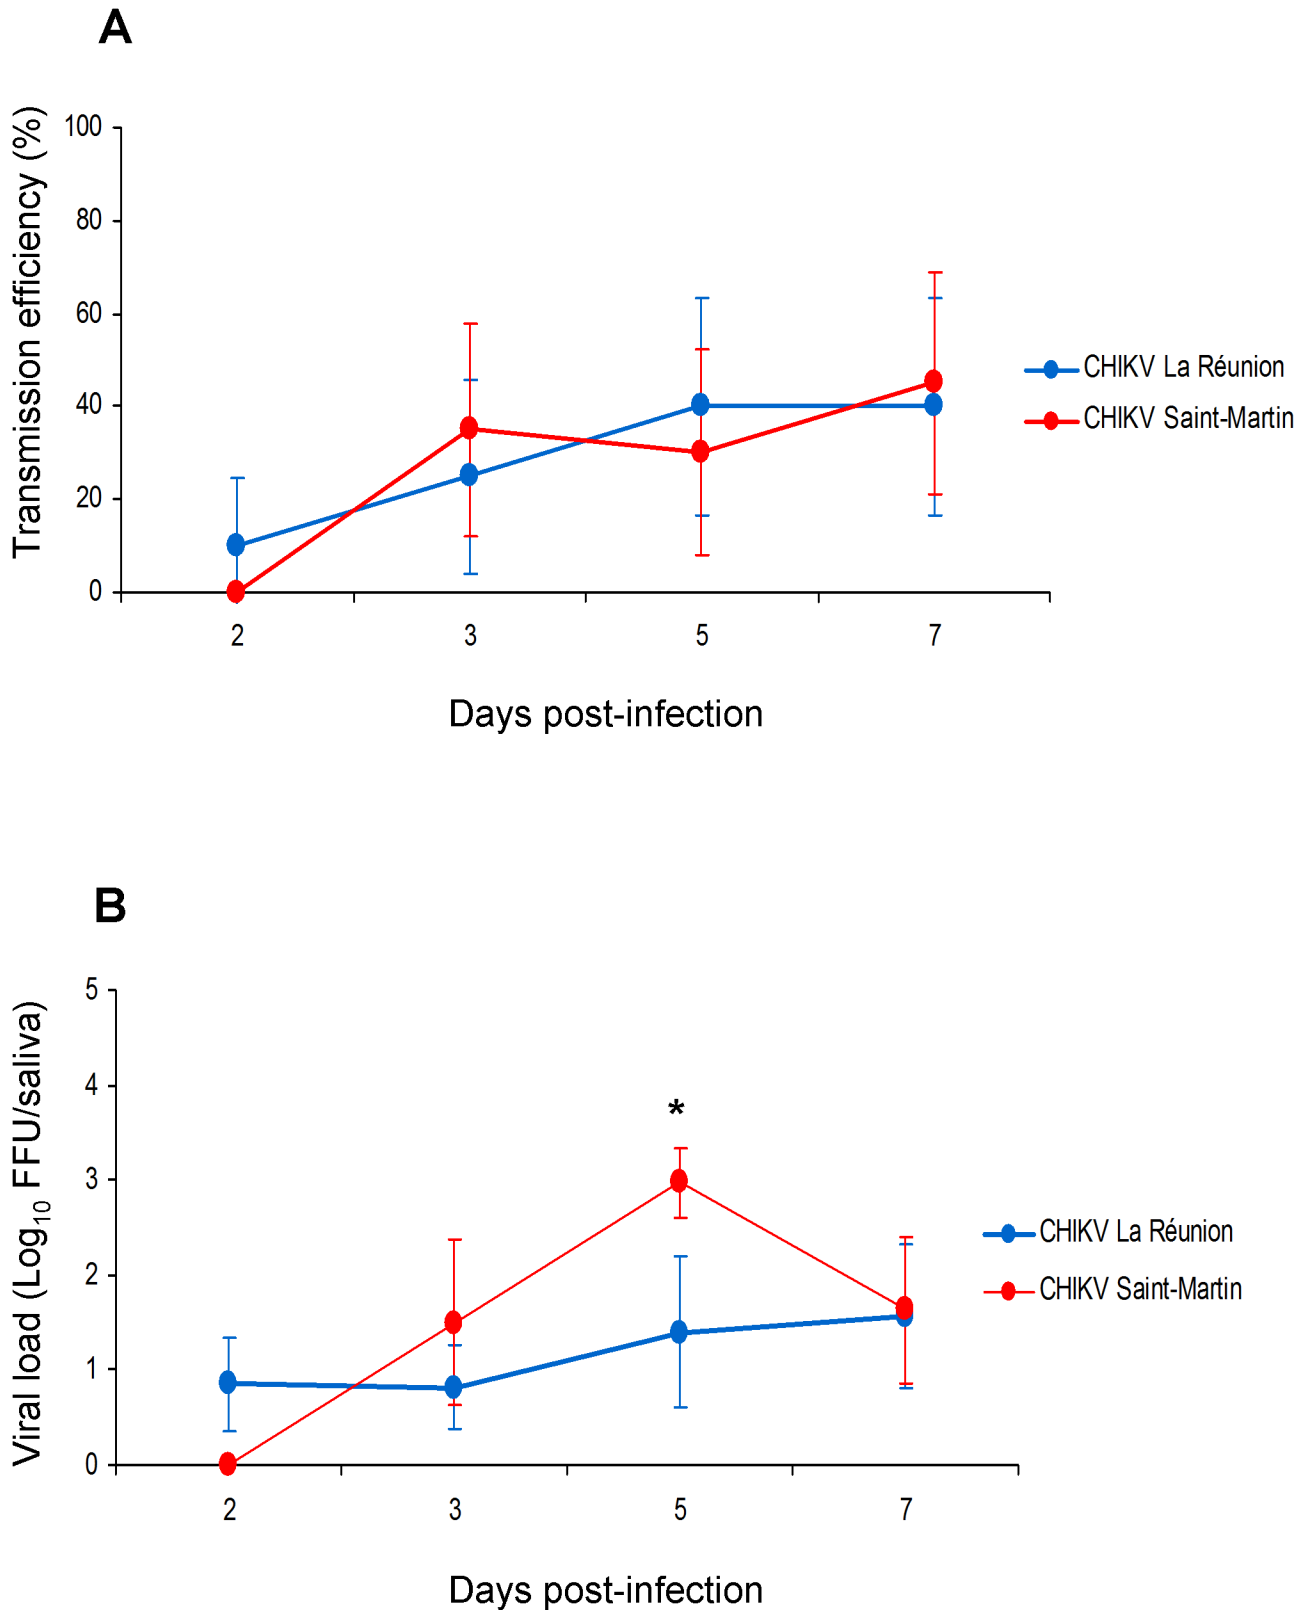 A
Transmission efficiency (%)
100
80
60
40
20
0
2 3 5 7
Days post-infection
CHIKV La Réunion
CHIKV Saint-Martin
B
Viral load (Log10 FFU/saliva)
5
4
3
2
1
0
*
2 3 5 7
Days post-infection
CHIKV La Réunion
CHIKV Saint-Martin